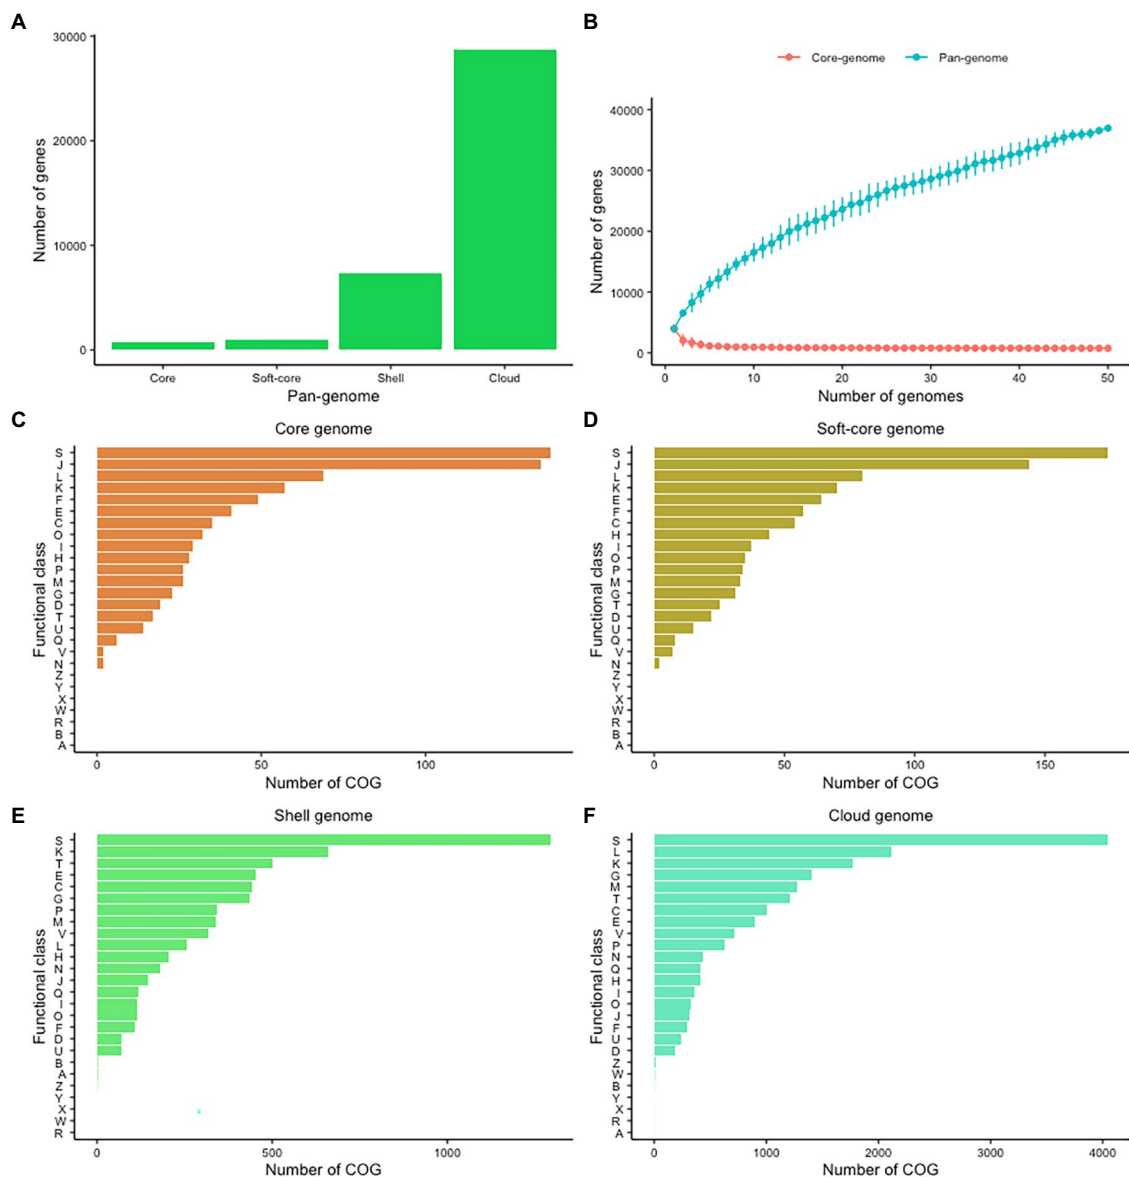 A
Number of genes
30000
20000
10000
0
Core Soft-core Shell Cloud
Pan-genome
B
Core-genome Pan-genome
Number of genes
40000
30000
20000
10000
0
0 10 20 30 40 50
Number of genomes
C
Core genome
Functional class
S
J
L
K
F
E
C
O
I
H
P
M
G
D
T
U
Q
V
N
Z
Y
X
W
R
B
A
0 50 100
Number of COG
D
Soft-core genome
Functional class
S
J
L
K
E
F
C
H
I
O
P
M
G
T
D
U
Q
V
N
Z
Y
X
W
R
B
A
0 50 100 150
Number of COG
E
Shell genome
Functional class
S
K
T
E
C
G
P
M
V
L
H
N
J
Q
I
O
F
D
U
B
A
Z
Y
X
W
R
0 500 1000
Number of COG
F
Cloud genome
Functional class
S
L
K
G
M
T
C
E
V
P
N
Q
H
I
O
J
F
U
D
Z
W
B
Y
X
R
A
0 1000 2000 3000 4000
Number of COG